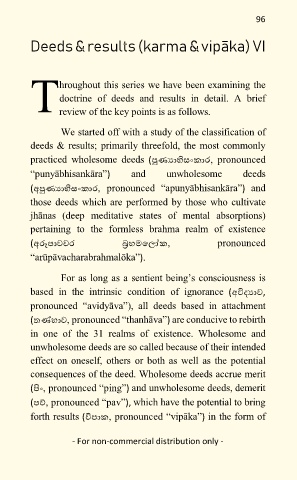 96
Deeds & results (karma & vipāka) VI
Throughout this series we have been examining the
doctrine of deeds and results in detail. A brief
review of the key points is as follows.
We started off with a study of the classification of
deeds & results; primarily threefold, the most commonly
practiced wholesome deeds (පුණ්‍යාභිසංකාර, pronounced
“punyābhisankāra”) and unwholesome deeds
(අපුණ්‍යාභිසංකාර, pronounced “apunyābhisankāra”) and
those deeds which are performed by those who cultivate
jhānas (deep meditative states of mental absorptions)
pertaining to the formless brahma realm of existence
(අරූපාවචර බ්‍රහ්මලෝක, pronounced
“arūpāvacharabrahmalōka”).
For as long as a sentient being’s consciousness is
based in the intrinsic condition of ignorance (අවිද්‍යාව,
pronounced “avidyāva”), all deeds based in attachment
(තණ්හාව, pronounced “thanhāva”) are conducive to rebirth
in one of the 31 realms of existence. Wholesome and
unwholesome deeds are so called because of their intended
effect on oneself, others or both as well as the potential
consequences of the deed. Wholesome deeds accrue merit
(පිං, pronounced “ping”) and unwholesome deeds, demerit
(පව්, pronounced “pav”), which have the potential to bring
forth results (විපාක, pronounced “vipāka”) in the form of
- For non-commercial distribution only -